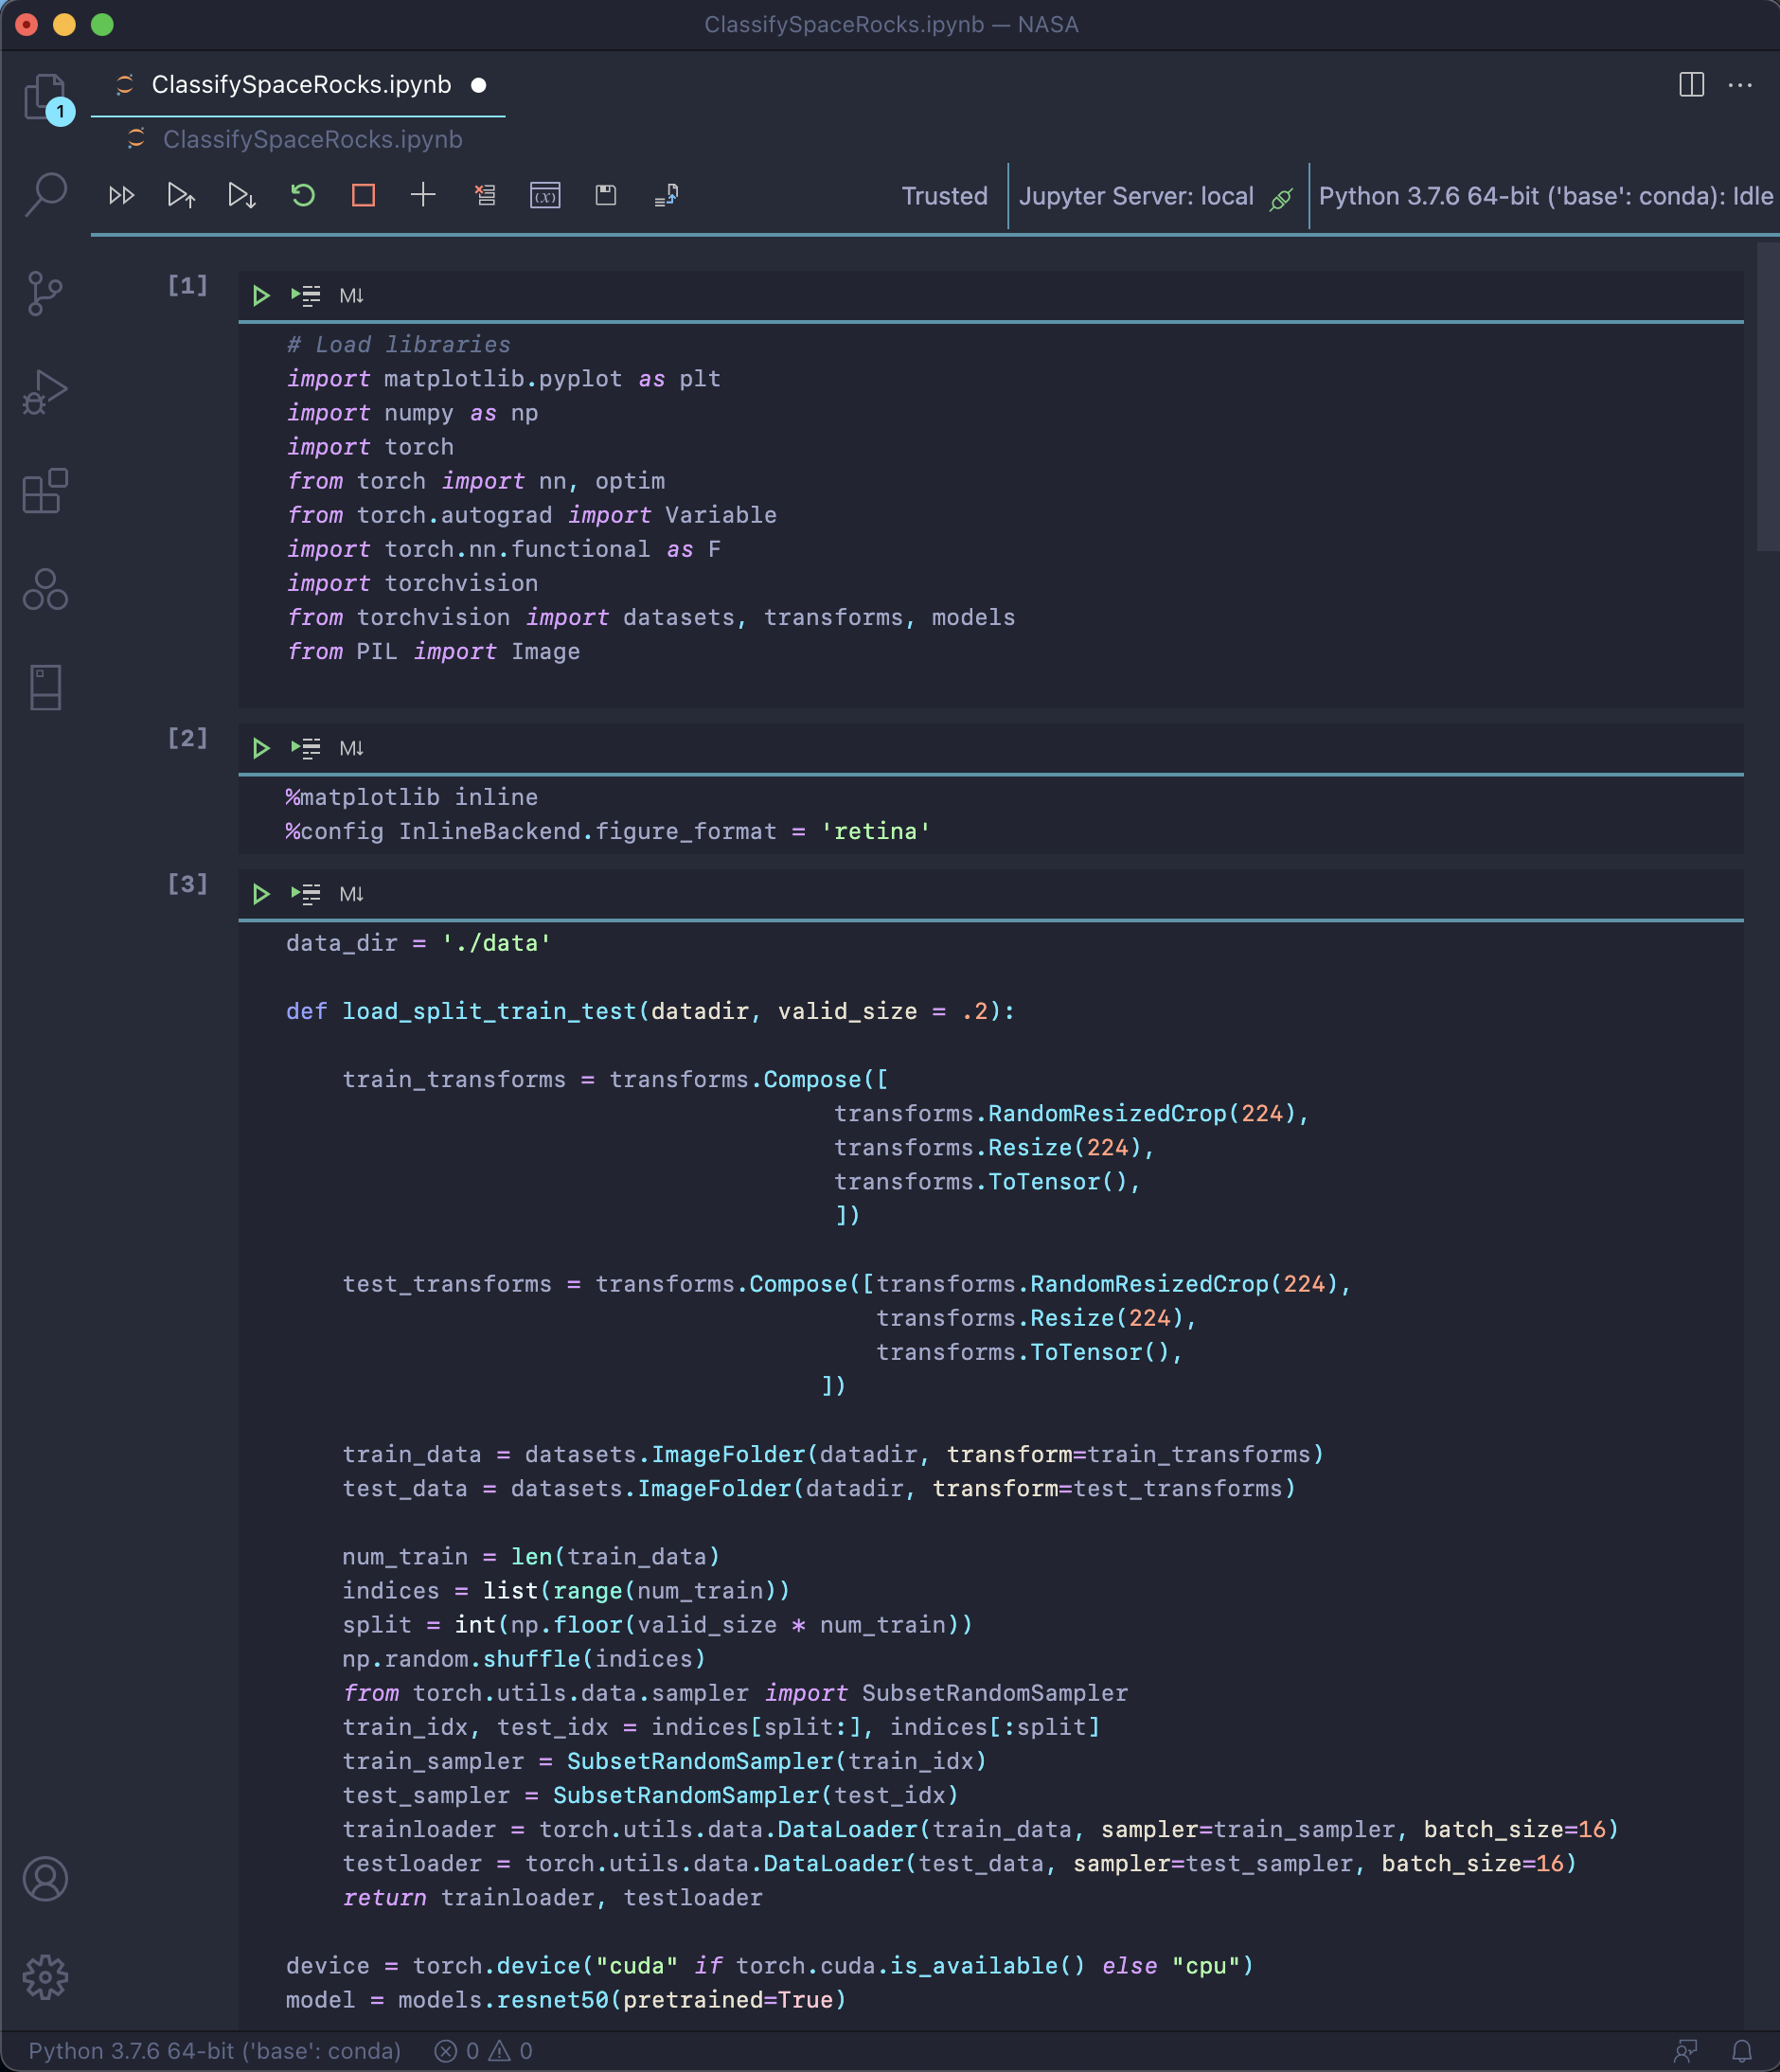 ClassifySpaceRocks.ipynb — NASA
ClassifySpaceRocks.ipynb
1
ClassifySpaceRocks.ipynb
Trusted
Jupyter Server: local
Python 3.7.6 64-bit ('base': conda): Idle
[1]
M↓
# Load libraries
import matplotlib.pyplot as plt
import numpy as np
import torch
from torch import nn, optim
from torch.autograd import Variable
import torch.nn.functional as F
import torchvision
from torchvision import datasets, transforms, models
from PIL import Image
[2]
M↓
%matplotlib inline
%config InlineBackend.figure_format = 'retina'
[3]
M↓
data_dir = './data'
def load_split_train_test(datadir, valid_size = .2):
train_transforms = transforms.Compose([
transforms.RandomResizedCrop(224),
transforms.Resize(224),
transforms.ToTensor(),
])
test_transforms = transforms.Compose([transforms.RandomResizedCrop(224),
transforms.Resize(224),
transforms.ToTensor(),
])
train_data = datasets.ImageFolder(datadir, transform=train_transforms)
test_data = datasets.ImageFolder(datadir, transform=test_transforms)
num_train = len(train_data)
indices = list(range(num_train))
split = int(np.floor(valid_size * num_train))
np.random.shuffle(indices)
from torch.utils.data.sampler import SubsetRandomSampler
train_idx, test_idx = indices[split:], indices[:split]
train_sampler = SubsetRandomSampler(train_idx)
test_sampler = SubsetRandomSampler(test_idx)
trainloader = torch.utils.data.DataLoader(train_data, sampler=train_sampler, batch_size=16)
testloader = torch.utils.data.DataLoader(test_data, sampler=test_sampler, batch_size=16)
return trainloader, testloader
device = torch.device("cuda" if torch.cuda.is_available() else "cpu")
model = models.resnet50(pretrained=True)
Python 3.7.6 64-bit ('base': conda)
0
0